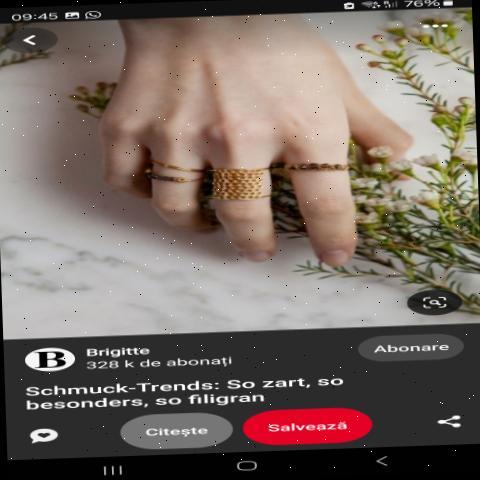 09:45
76%
Brigitte
328 k de abonați
Schmuck-Trends: So zart, so
besonders, so filigran
Abonare
Citește
Salvează